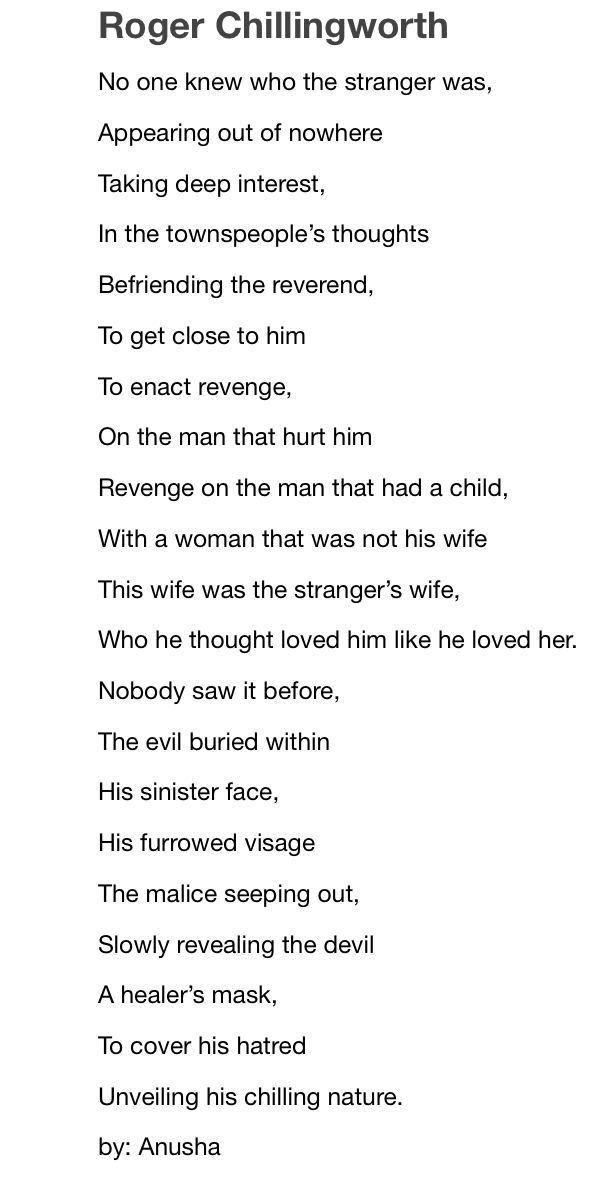 Roger Chillingworth
No one knew who the stranger was,
Appearing out of nowhere
Taking deep interest,
In the townspeople’s thoughts
Befriending the reverend,
To get close to him
To enact revenge,
On the man that hurt him
Revenge on the man that had a child,
With a woman that was not his wife
This wife was the stranger’s wife,
Who he thought loved him like he loved her.
Nobody saw it before,
The evil buried within
His sinister face,
His furrowed visage
The malice seeping out,
Slowly revealing the devil
A healer’s mask,
To cover his hatred
Unveiling his chilling nature.
by: Anusha